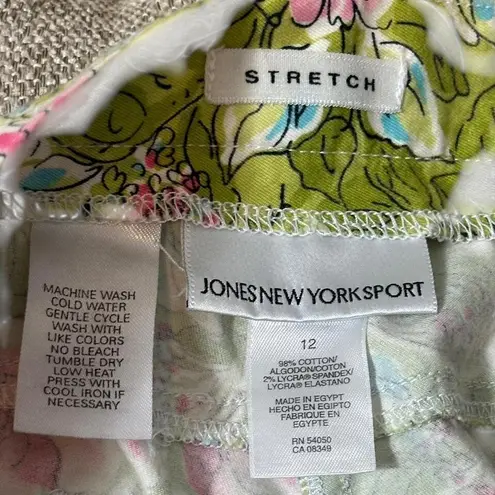 STRETCH
MACHINE WASH
COLD WATER
GENTLE CYCLE
WASH WITH
LIKE COLORS
NO BLEACH
TUMBLE DRY
LOW HEAT
PRESS WITH
COOL IRON IF
NECESSARY
JONES NEW YORK SPORT
12
98% COTTON/
ALGODON/COTON
2% LYCRA® SPANDEX/
LYCRA® ELASTANO
MADE IN EGYPT
HECHO EN EGIPTO
FABRIQUE EN
EGYPTE
RN 54050
CA 08349